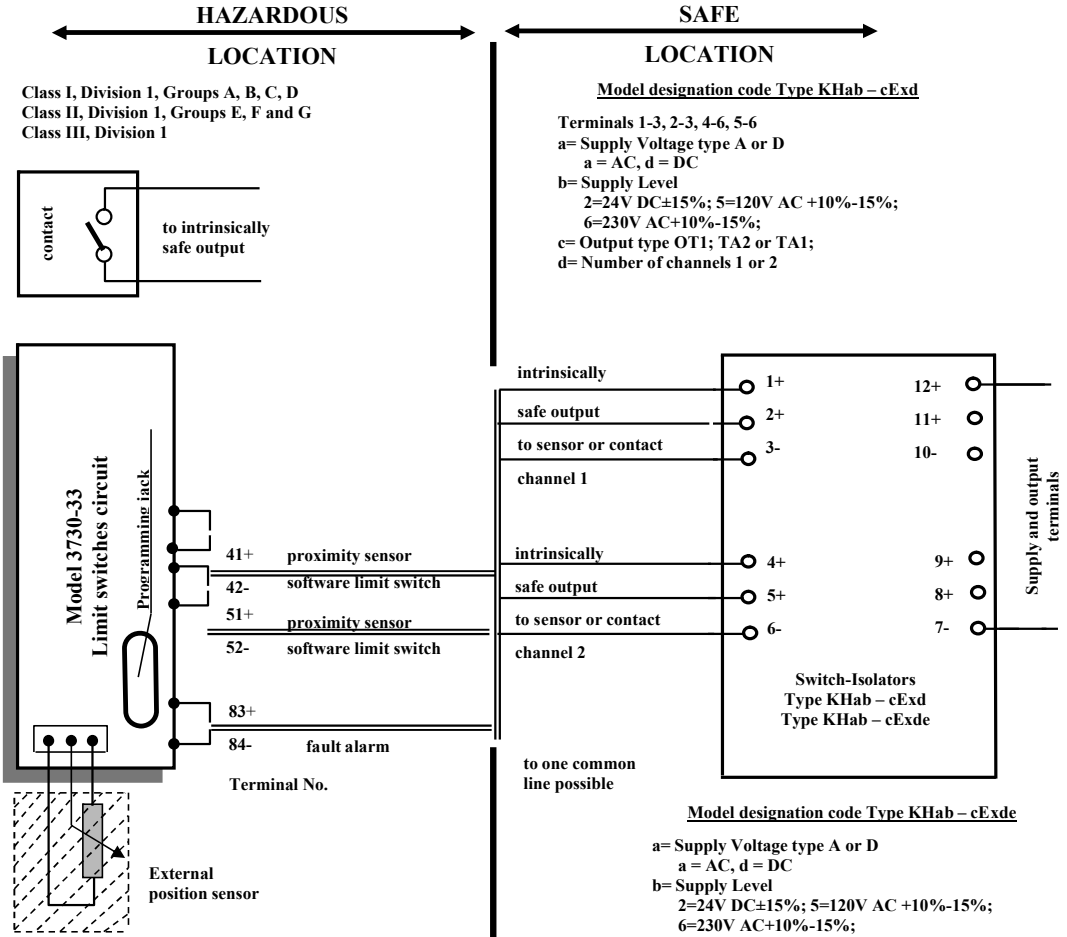 HAZARDOUS
LOCATION
SAFE
LOCATION
Class I, Division 1, Groups A, B, C, D
Class II, Division 1, Groups E, F and G
Class III, Division 1
contact
to intrinsically
safe output
Model designation code Type KHab – cExd
Terminals 1-3, 2-3, 4-6, 5-6
a= Supply Voltage type A or D
a = AC, d = DC
b= Supply Level
2=24V DC±15%; 5=120V AC +10%-15%;
6=230V AC+10%-15%;
c= Output type OT1; TA2 or TA1;
d= Number of channels 1 or 2
Model 3730-33
Limit switches circuit
Programming jack
41+ proximity sensor
42- software limit switch
51+ proximity sensor
52- software limit switch
83+
84- fault alarm
Terminal No.
External
position sensor
intrinsically
safe output
to sensor or contact
channel 1
intrinsically
safe output
to sensor or contact
channel 2
to one common
line possible
1+ 12+
2+ 11+
3- 10-
4+ 9+
5+ 8+
6- 7-
Switch-Isolators
Type KHab – cExd
Type KHab – cExde
Supply and output
terminals
Model designation code Type KHab – cExde
a= Supply Voltage type A or D
a = AC, d = DC
b= Supply Level
2=24V DC±15%; 5=120V AC +10%-15%;
6=230V AC+10%-15%;